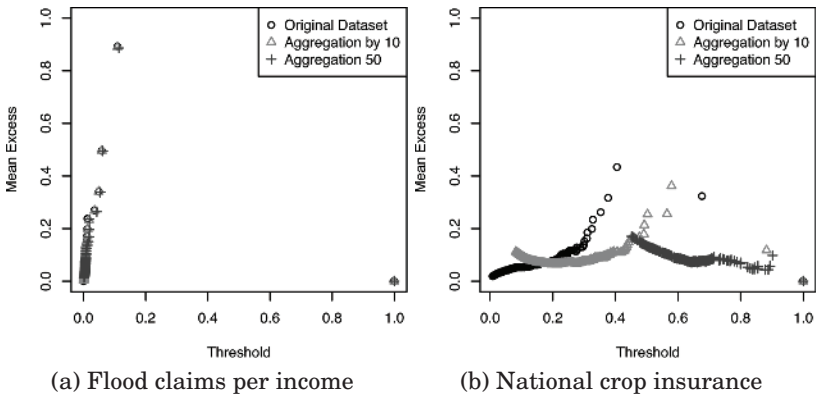 Original Dataset
Aggregation by 10
Aggregation 50
Mean Excess
1.0
0.8
0.6
0.4
0.2
0.0
0.0 0.2 0.4 0.6 0.8 1.0
Threshold
(a) Flood claims per income
Original Dataset
Aggregation by 10
Aggregation 50
Mean Excess
1.0
0.8
0.6
0.4
0.2
0.0
0.0 0.2 0.4 0.6 0.8 1.0
Threshold
(b) National crop insurance